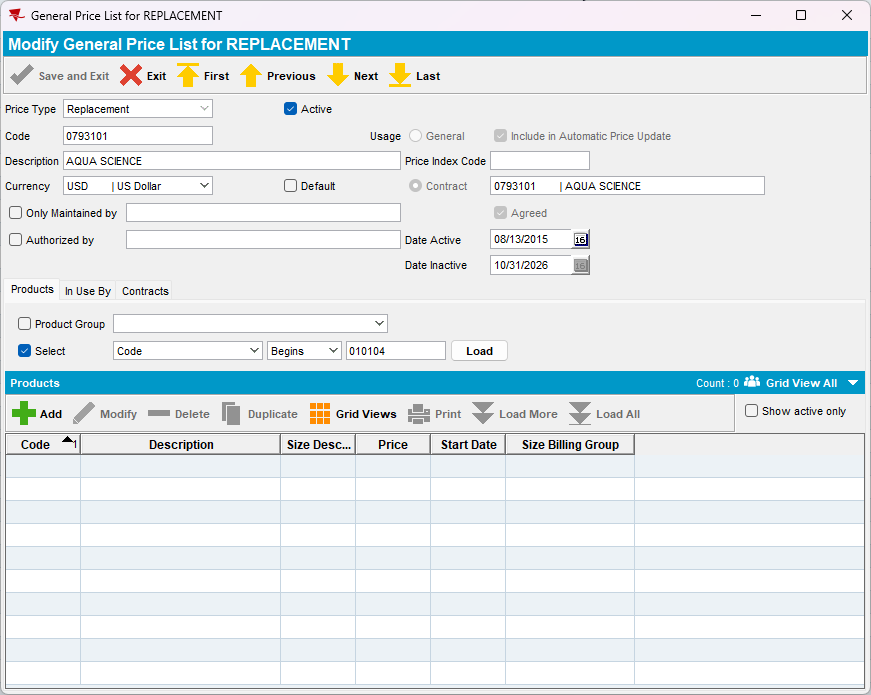 General Price List for REPLACEMENT
Modify General Price List for REPLACEMENT
Save and Exit Exit First Previous Next Last
Price Type Replacement Active
Code 0793101 Usage General Include in Automatic Price Update
Description AQUA SCIENCE Price Index Code
Currency USD | US Dollar Default Contract 0793101 | AQUA SCIENCE
Only Maintained by Agreed
Authorized by Date Active 08/13/2015 16
Date Inactive 10/31/2026 16
Products In Use By Contracts
Product Group
Select Code Begins 010104 Load
Products Count : 0 Grid View All
Add Modify Delete Duplicate Grid Views Print Load More Load All Show active only
Code 1 Description Size Desc... Price Start Date Size Billing Group